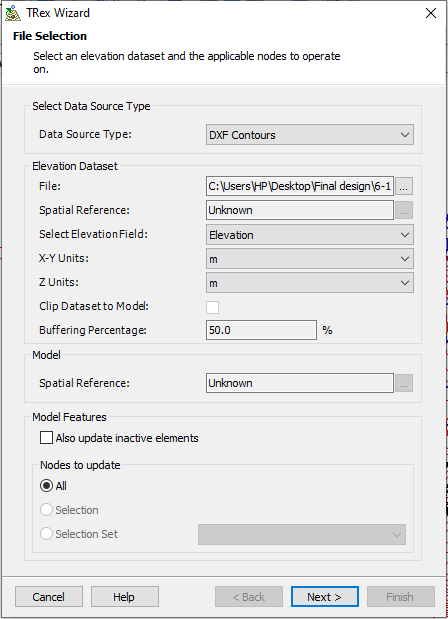 TRex Wizard
File Selection
Select an elevation dataset and the applicable nodes to operate
on.
Select Data Source Type
Data Source Type: DXF Contours
Elevation Dataset
File: C:\Users\HP\Desktop\Final design\6-1 ...
Spatial Reference: Unknown ...
Select Elevation Field: Elevation
X-Y Units: m
Z Units: m
Clip Dataset to Model:
Buffering Percentage: 50.0 %
Model
Spatial Reference: Unknown ...
Model Features
Also update inactive elements
Nodes to update
All
Selection
Selection Set
Cancel Help < Back Next > Finish